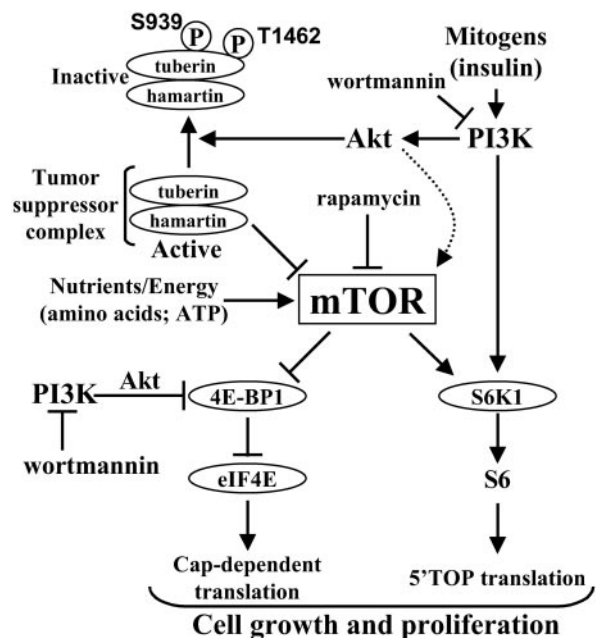 S939
P
P
T1462
Inactive
tuberin
hamartin
Mitogens
(insulin)
wortmannin
Akt
PI3K
Tumor
suppressor
complex
tuberin
hamartin
Active
rapamycin
Nutrients/Energy
(amino acids; ATP)
mTOR
PI3K
Akt
4E-BP1
S6K1
wortmannin
eIF4E
S6
Cap-dependent
translation
5'TOP translation
Cell growth and proliferation